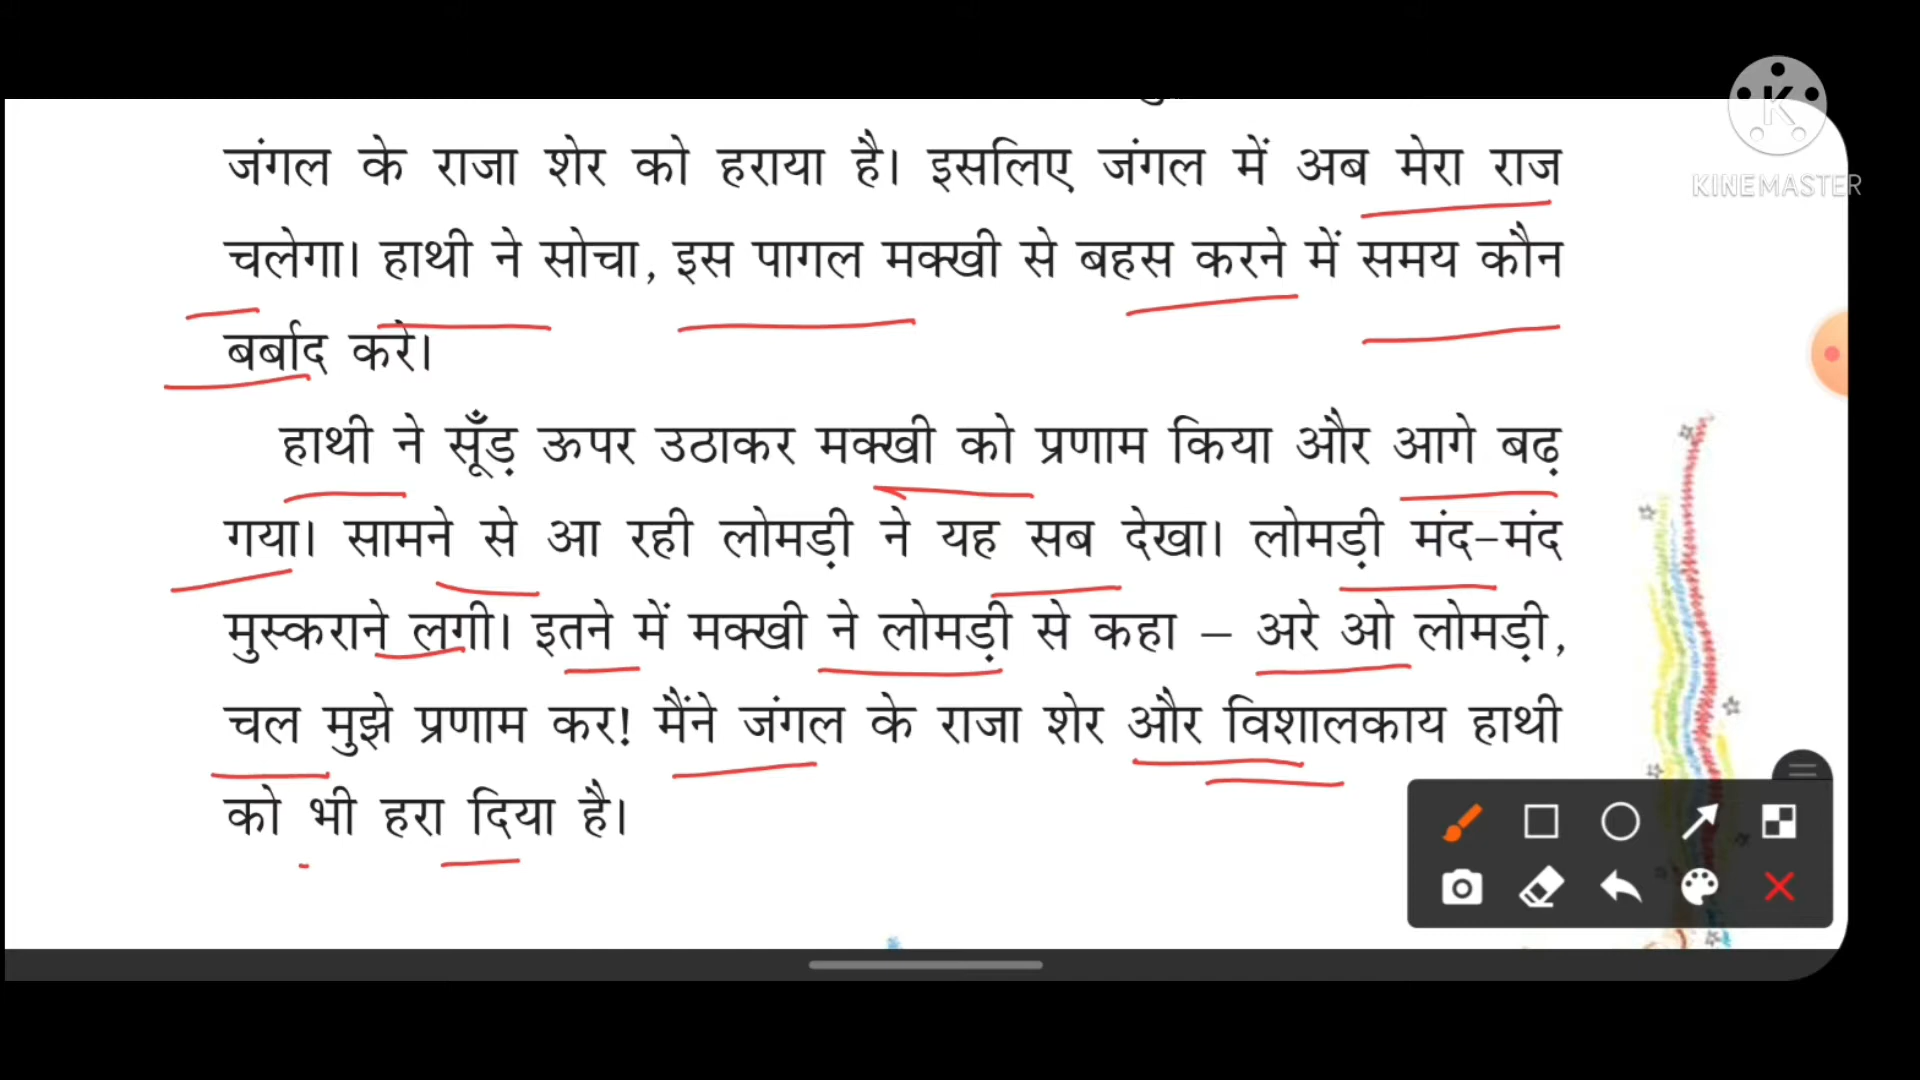 जंगल के राजा शेर को हराया है। इसलिए जंगल में अब मेरा राज
चलेगा। हाथी ने सोचा, इस पागल मक्खी से बहस करने में समय कौन
बर्बाद करे।
हाथी ने सूँड़ ऊपर उठाकर मक्खी को प्रणाम किया और आगे बढ़
गया। सामने से आ रही लोमड़ी ने यह सब देखा। लोमड़ी मंद-मंद
मुस्कराने लगी। इतने में मक्खी ने लोमड़ी से कहा – अरे ओ लोमड़ी,
चल मुझे प्रणाम कर! मैंने जंगल के राजा शेर और विशालकाय हाथी
को भी हरा दिया है।
K
KINEMASTER